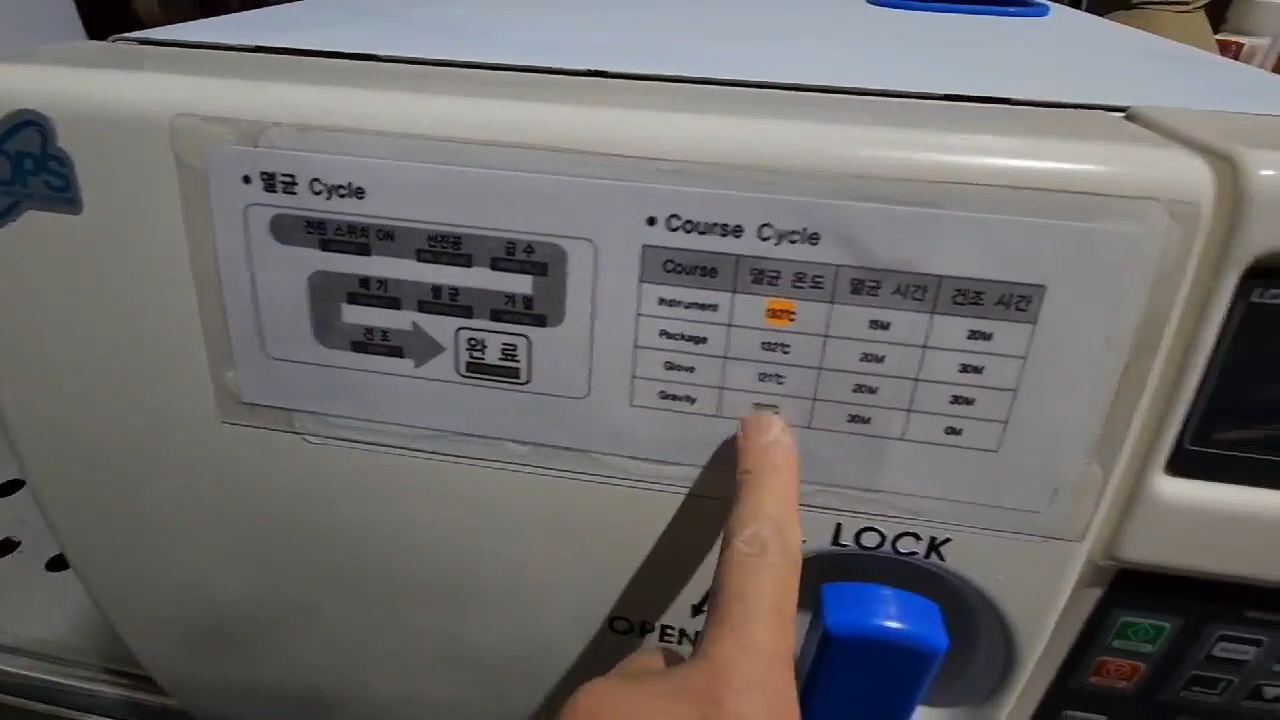 OPS
• 멸균 Cycle
전원 스위치 ON 선진공 급수
배기 멸균 가열
건조 완료
• Course Cycle
Course 멸균 온도 멸균 시간 건조 시간
Instrument 132℃ 15M 20M
Package 132℃ 20M 30M
Glove 121℃ 20M 30M
Gravity 30M 0M
LOCK
OPEN